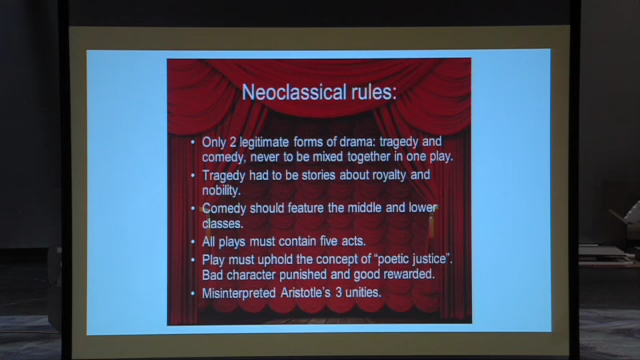 Neoclassical rules:
• Only 2 legitimate forms of drama: tragedy and
comedy, never to be mixed together in one play.
• Tragedy had to be stories about royalty and
nobility.
• Comedy should feature the middle and lower
classes.
• All plays must contain five acts.
• Play must uphold the concept of “poetic justice”.
Bad character punished and good rewarded.
• Misinterpreted Aristotle’s 3 unities.